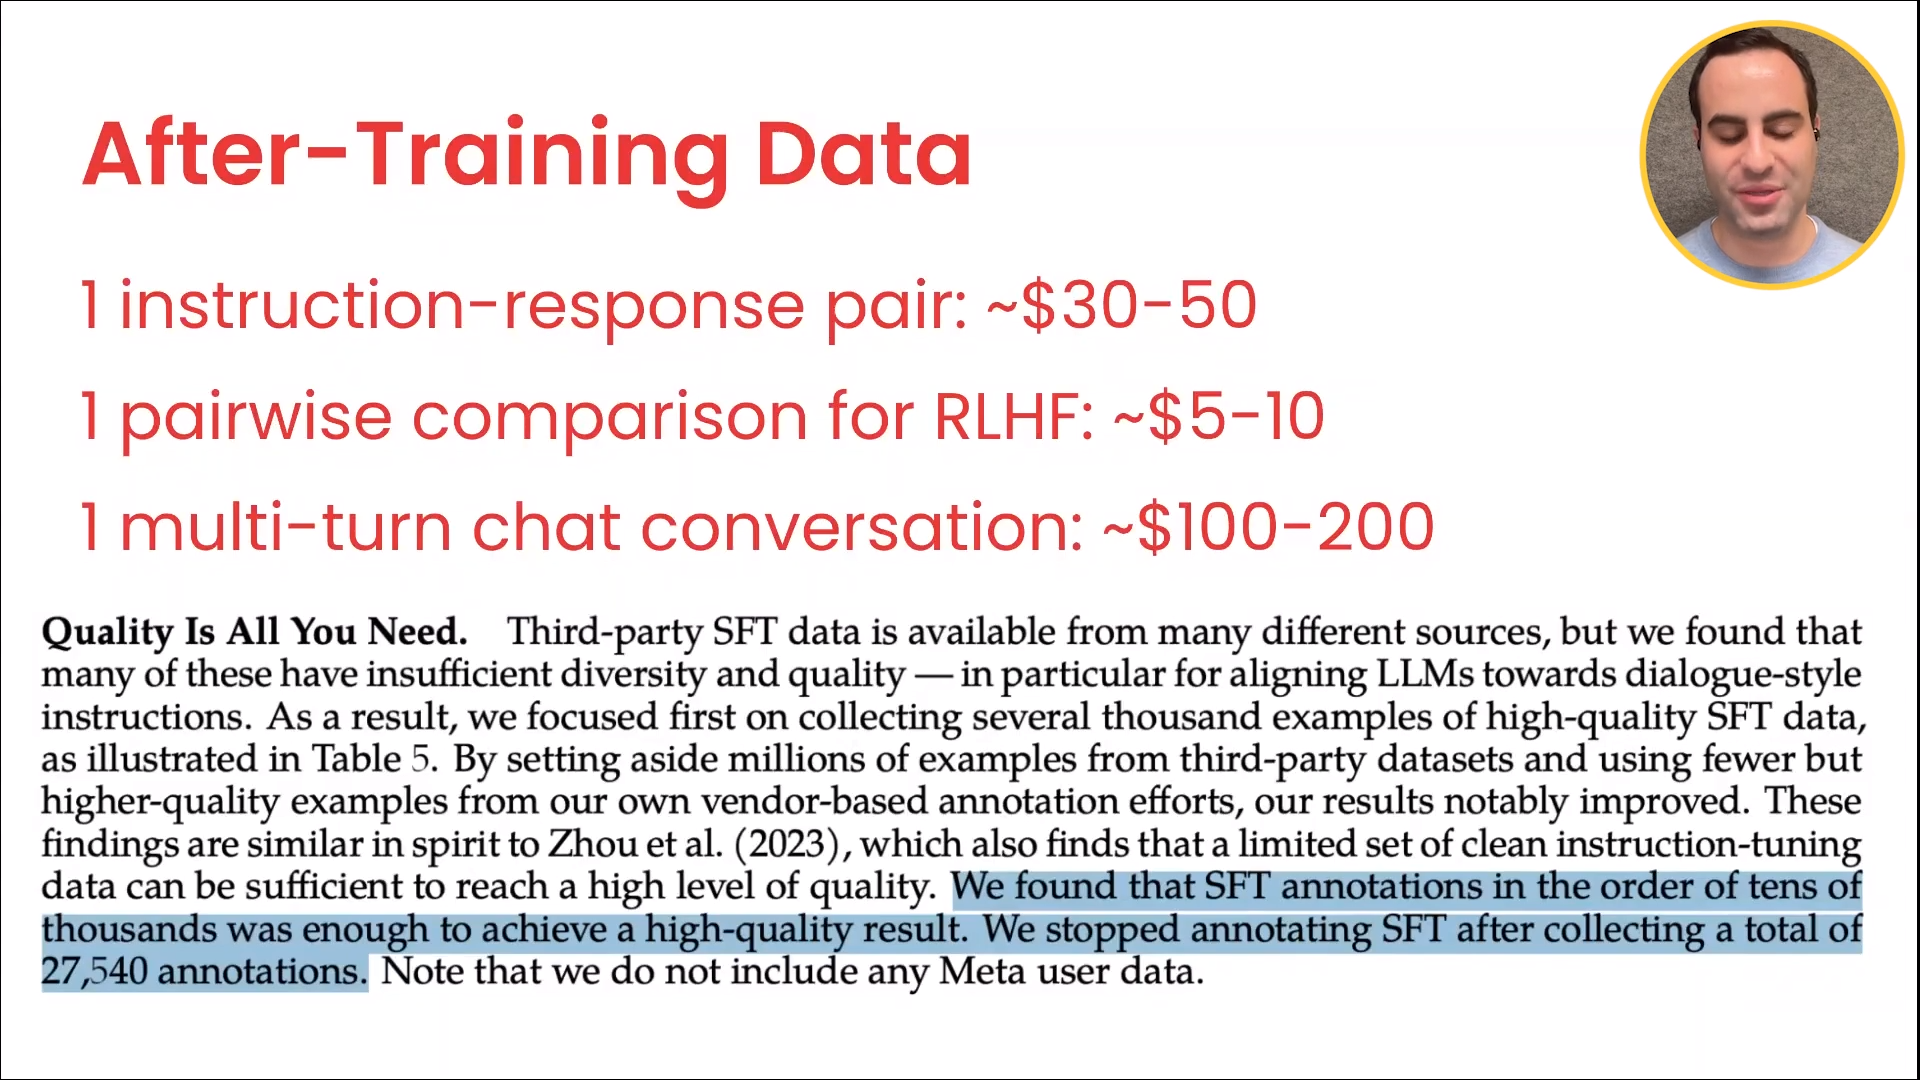 After-Training Data
1 instruction-response pair: ~$30-50
1 pairwise comparison for RLHF: ~$5-10
1 multi-turn chat conversation: ~$100-200
Quality Is All You Need. Third-party SFT data is available from many different sources, but we found that
many of these have insufficient diversity and quality — in particular for aligning LLMs towards dialogue-style
instructions. As a result, we focused first on collecting several thousand examples of high-quality SFT data,
as illustrated in Table 5. By setting aside millions of examples from third-party datasets and using fewer but
higher-quality examples from our own vendor-based annotation efforts, our results notably improved. These
findings are similar in spirit to Zhou et al. (2023), which also finds that a limited set of clean instruction-tuning
data can be sufficient to reach a high level of quality. We found that SFT annotations in the order of tens of
thousands was enough to achieve a high-quality result. We stopped annotating SFT after collecting a total of
27,540 annotations. Note that we do not include any Meta user data.